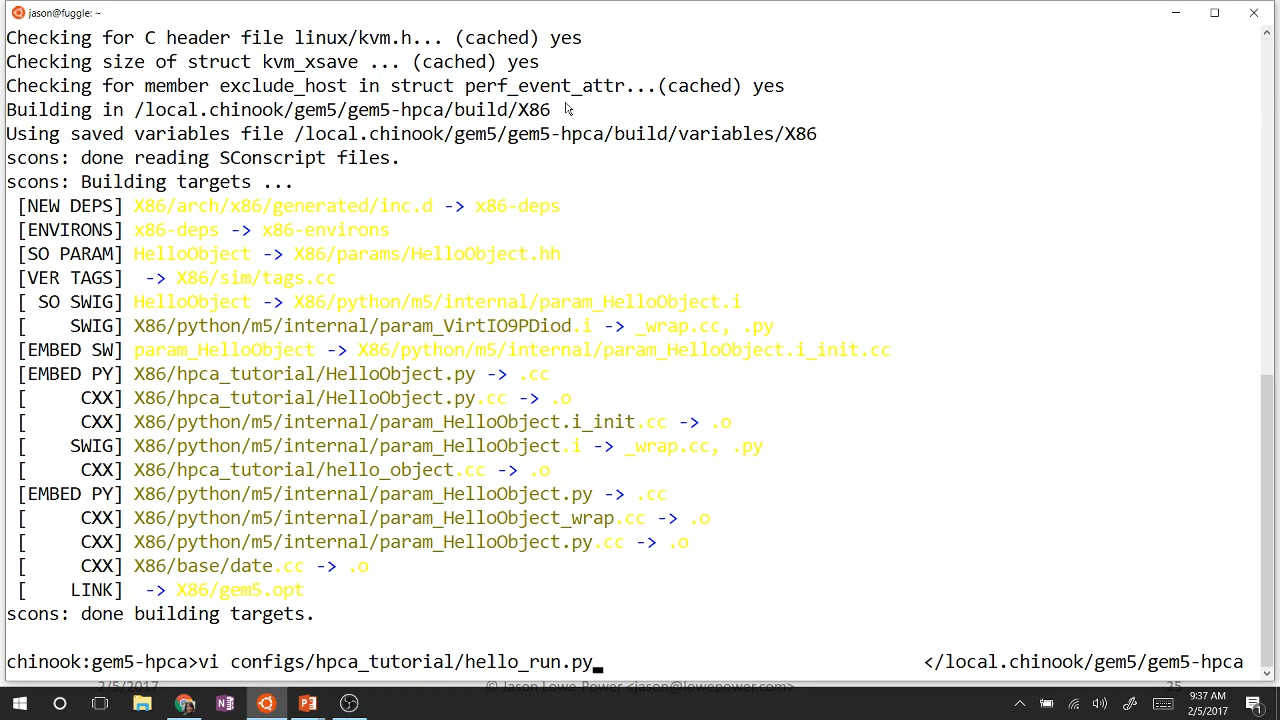 jason@fuggle: ~
Checking for C header file linux/kvm.h... (cached) yes
Checking size of struct kvm_xsave ... (cached) yes
Checking for member exclude_host in struct perf_event_attr...(cached) yes
Building in /local.chinook/gem5/gem5-hpca/build/X86
Using saved variables file /local.chinook/gem5/gem5-hpca/build/variables/X86
scons: done reading SConscript files.
scons: Building targets ...
[NEW DEPS] X86/arch/x86/generated/inc.d -> x86-deps
[ENVIRONS] x86-deps -> x86-environs
[SO PARAM] HelloObject -> X86/params/HelloObject.hh
[VER TAGS]  -> X86/sim/tags.cc
[ SO SWIG] HelloObject -> X86/python/m5/internal/param_HelloObject.i
[    SWIG] X86/python/m5/internal/param_VirtIO9PDiod.i -> _wrap.cc, .py
[EMBED SW] param_HelloObject -> X86/python/m5/internal/param_HelloObject.i_init.cc
[EMBED PY] X86/hpca_tutorial/HelloObject.py -> .cc
[     CXX] X86/hpca_tutorial/HelloObject.py.cc -> .o
[     CXX] X86/python/m5/internal/param_HelloObject.i_init.cc -> .o
[    SWIG] X86/python/m5/internal/param_HelloObject.i -> _wrap.cc, .py
[     CXX] X86/hpca_tutorial/hello_object.cc -> .o
[EMBED PY] X86/python/m5/internal/param_HelloObject.py -> .cc
[     CXX] X86/python/m5/internal/param_HelloObject_wrap.cc -> .o
[     CXX] X86/python/m5/internal/param_HelloObject.py.cc -> .o
[     CXX] X86/base/date.cc -> .o
[    LINK]  -> X86/gem5.opt
scons: done building targets.
chinook:gem5-hpca>vi configs/hpca_tutorial/hello_run.py </local.chinook/gem5/gem5-hpca
2/5/2017 © Jason Lowe-Power <jason@lowepower.com> 25
9:37 AM
2/5/2017